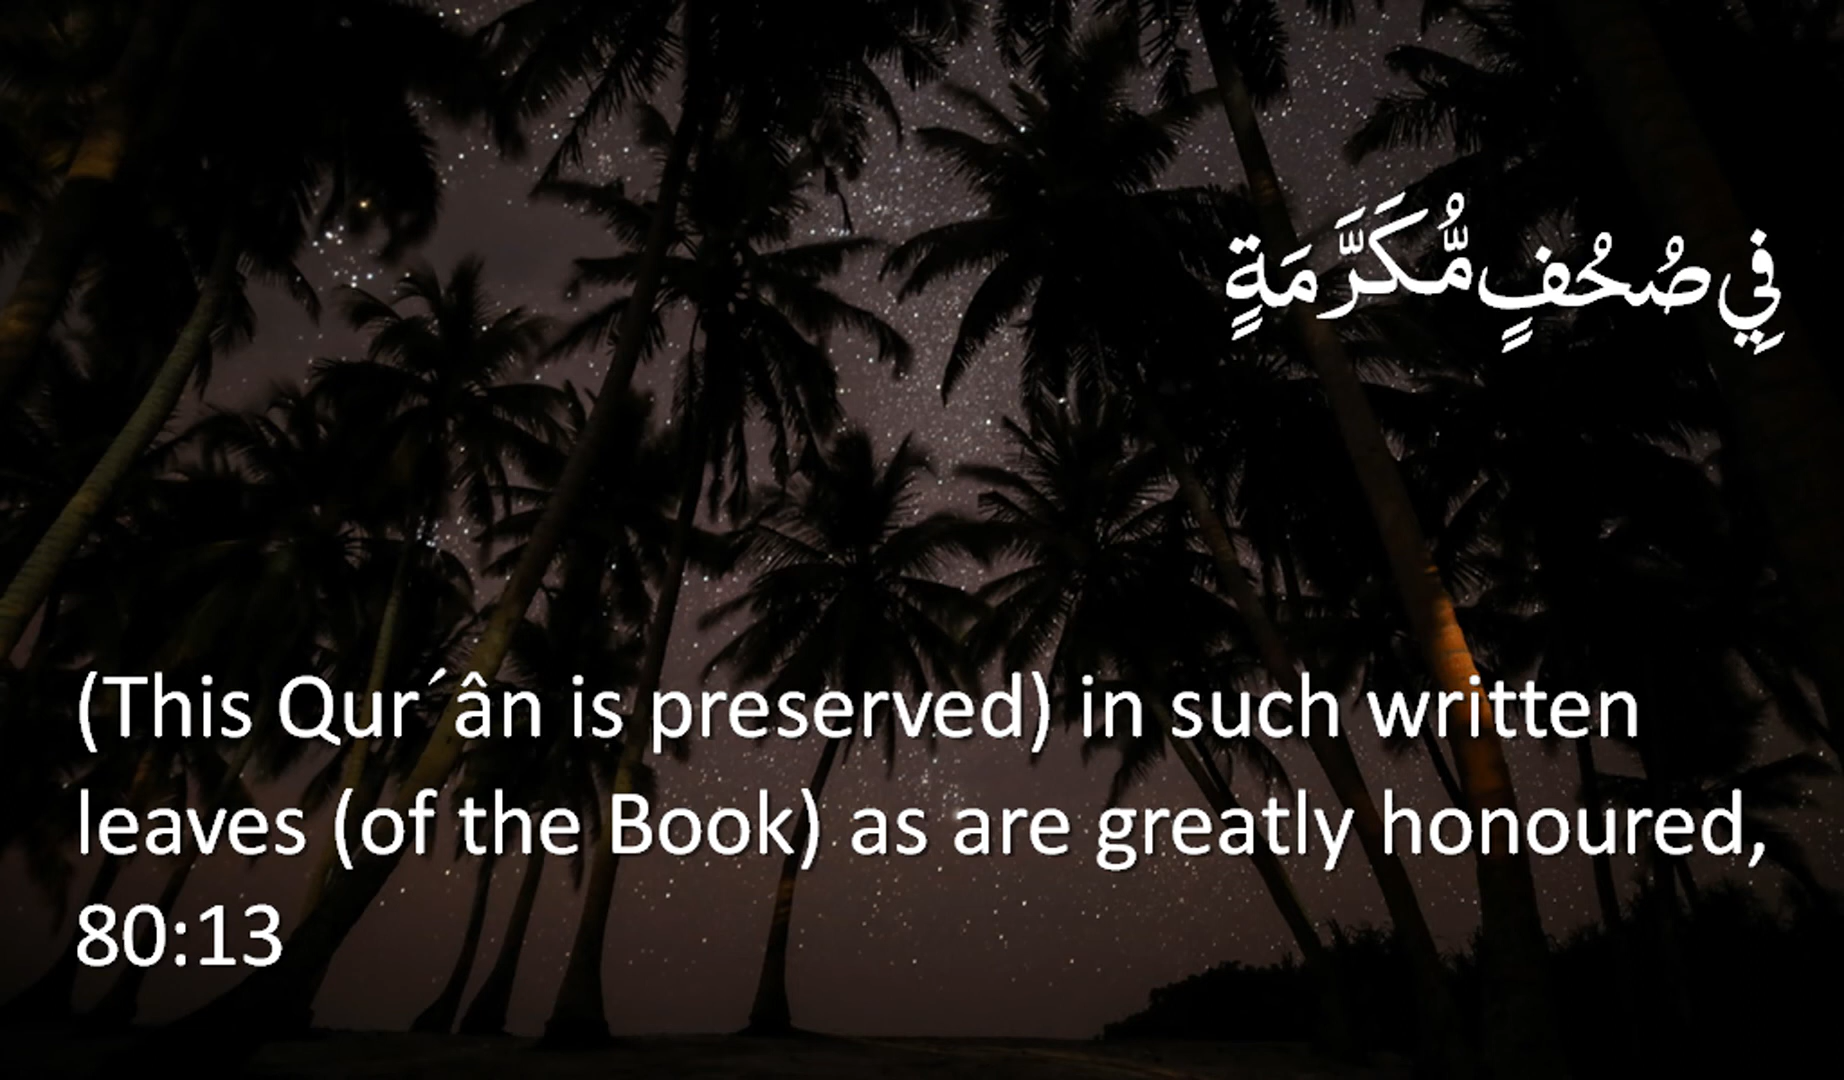 فِي صُحُفٍ مُّكَرَّمَةٍ
(This Qur´ân is preserved) in such written
leaves (of the Book) as are greatly honoured,
80:13